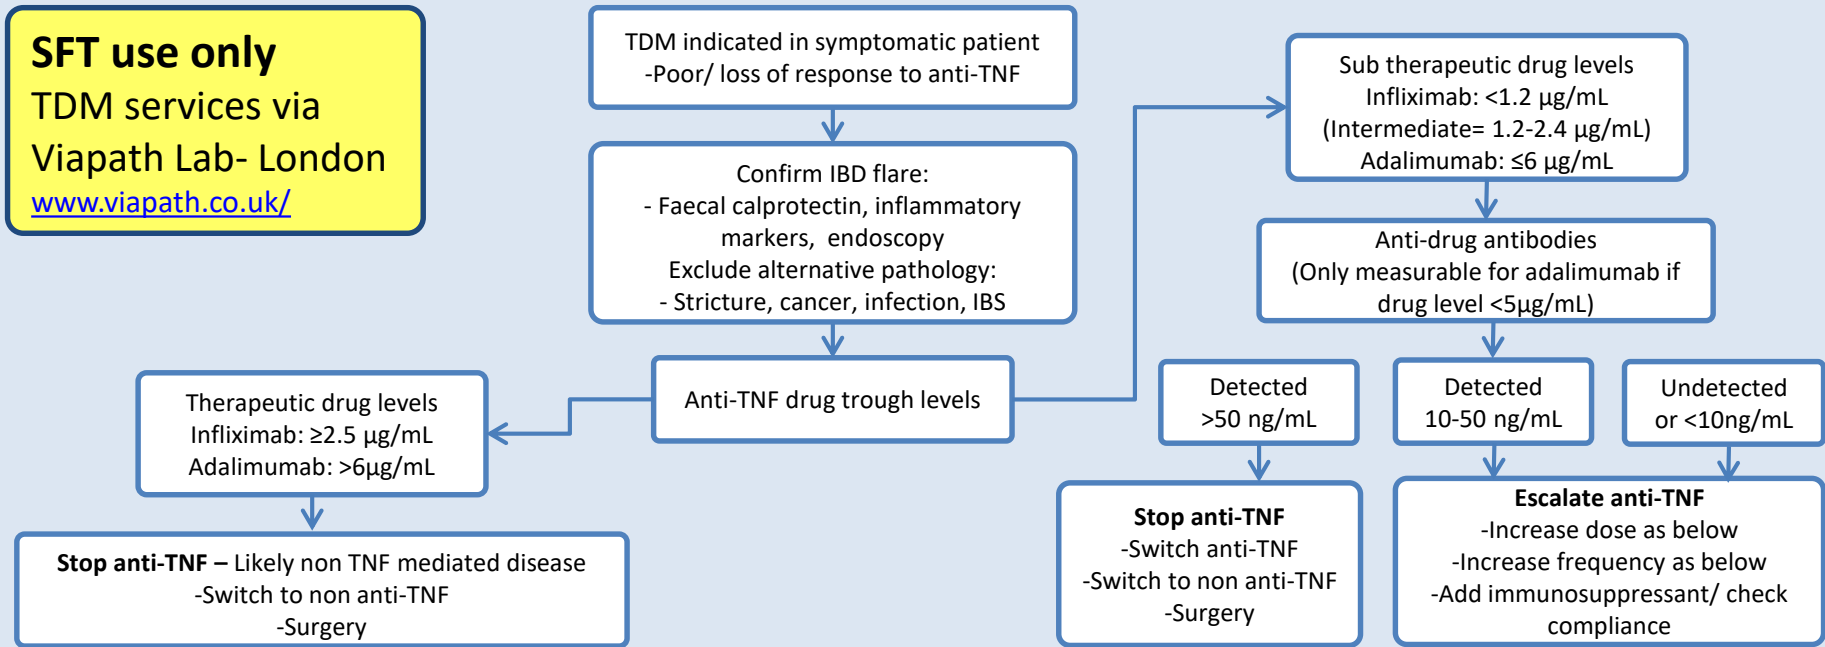 SFT use only
TDM services via
Viapath Lab- London
www.viapath.co.uk/
TDM indicated in symptomatic patient
-Poor/ loss of response to anti-TNF
Confirm IBD flare:
- Faecal calprotectin, inflammatory
markers, endoscopy
Exclude alternative pathology:
- Stricture, cancer, infection, IBS
Anti-TNF drug trough levels
Therapeutic drug levels
Infliximab: ≥2.5 µg/mL
Adalimumab: >6µg/mL
Stop anti-TNF – Likely non TNF mediated disease
-Switch to non anti-TNF
-Surgery
Sub therapeutic drug levels
Infliximab: <1.2 µg/mL
(Intermediate= 1.2-2.4 µg/mL)
Adalimumab: ≤6 µg/mL
Anti-drug antibodies
(Only measurable for adalimumab if
drug level <5µg/mL)
Detected
>50 ng/mL
Detected
10-50 ng/mL
Undetected
or <10ng/mL
Stop anti-TNF
-Switch anti-TNF
-Switch to non anti-TNF
-Surgery
Escalate anti-TNF
-Increase dose as below
-Increase frequency as below
-Add immunosuppressant/ check
compliance